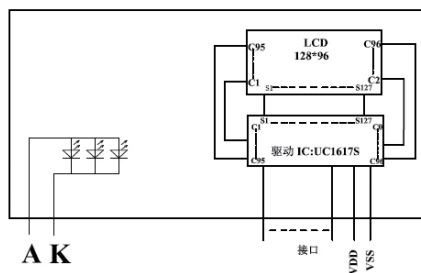 C95 LCD C96
128*96
C1 C2
S1 S127
S1 S127
C1 C0
驱动 IC:UC1617S
C95 C96
A K
接口
VDD
VSS